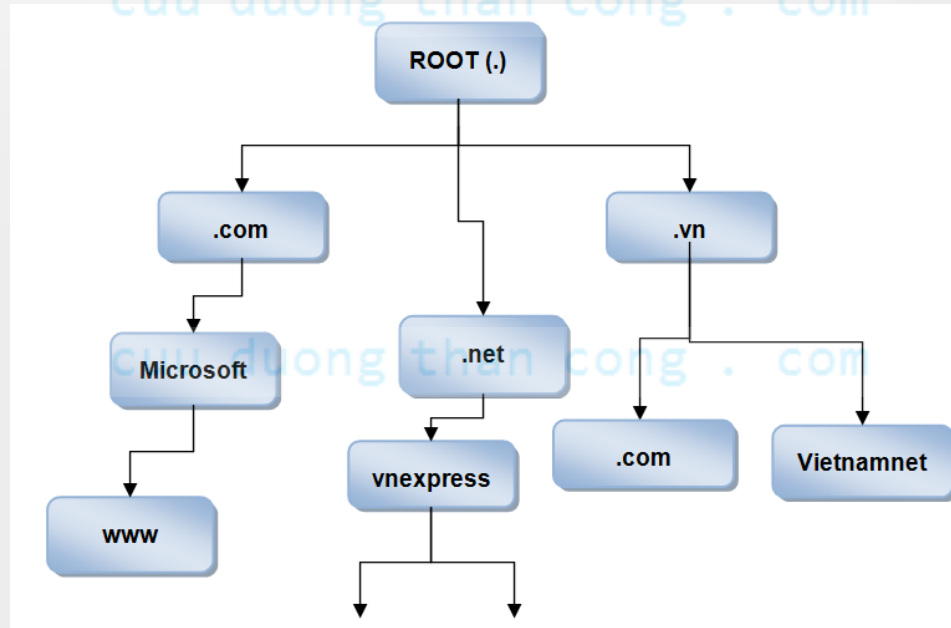 cuu duong than cong . com
ROOT (.)
.com
.vn
Microsoft
.net
cuu duong than cong . com
.com
Vietnamnet
vnexpress
www